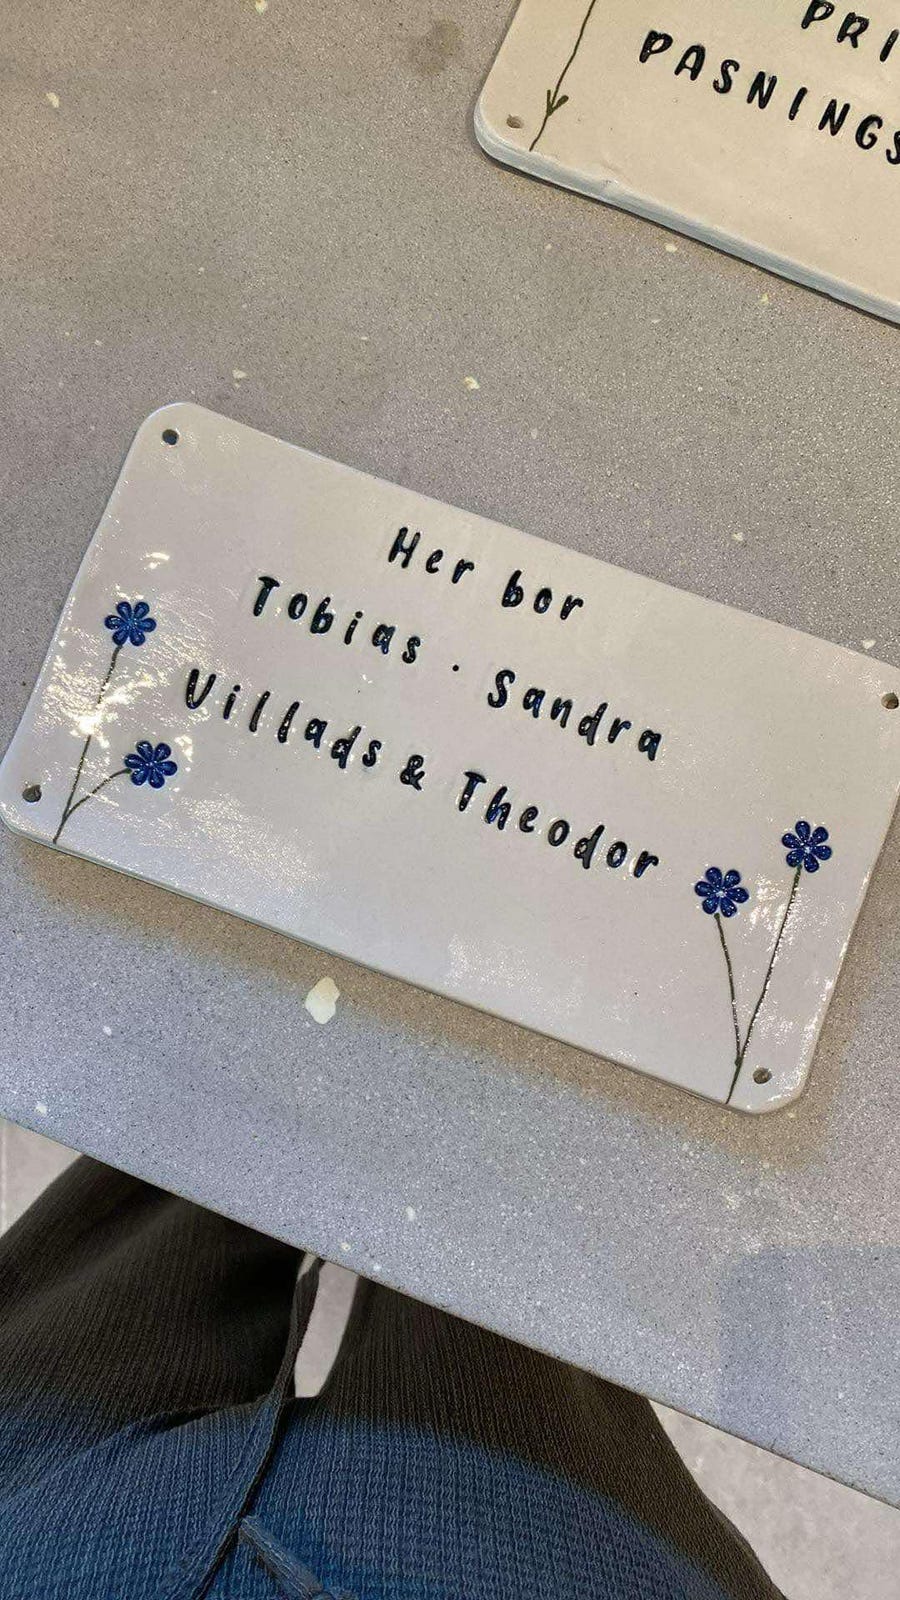 PRI
PASNINGS
Her bor
Tobias · Sandra
Villads & Theodor